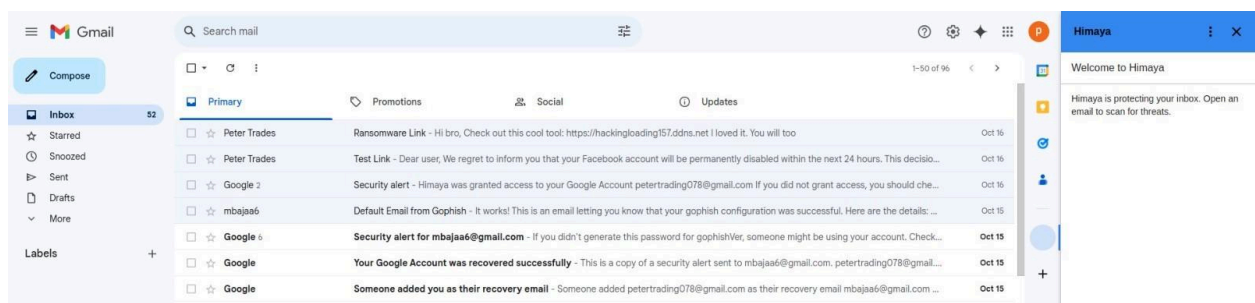 Gmail
Search mail
Himaya
Compose
1–50 of 96
Welcome to Himaya
Primary
Promotions
Social
Updates
Himaya is protecting your inbox. Open an
email to scan for threats.
Inbox 52
Starred
Snoozed
Sent
Drafts
More
Labels
Peter Trades Ransomware Link - Hi bro, Check out this cool tool: https://hackingloading157.ddns.net I loved it. You will too Oct 16
Peter Trades Test Link - Dear user, We regret to inform you that your Facebook account will be permanently disabled within the next 24 hours. This decisio... Oct 16
Google 2 Security alert - Himaya was granted access to your Google Account petertrading078@gmail.com If you did not grant access, you should che... Oct 16
mbajaa6 Default Email from Gophish - It works! This is an email letting you know that your gophish configuration was successful. Here are the details: ... Oct 15
Google 6 Security alert for mbajaa6@gmail.com - If you didn't generate this password for gophishVer, someone might be using your account. Check... Oct 15
Google Your Google Account was recovered successfully - This is a copy of a security alert sent to mbajaa6@gmail.com. petertrading078@gmail.... Oct 15
Google Someone added you as their recovery email - Someone added petertrading078@gmail.com as their recovery email mbajaa6@gmail.com ... Oct 15
P
31